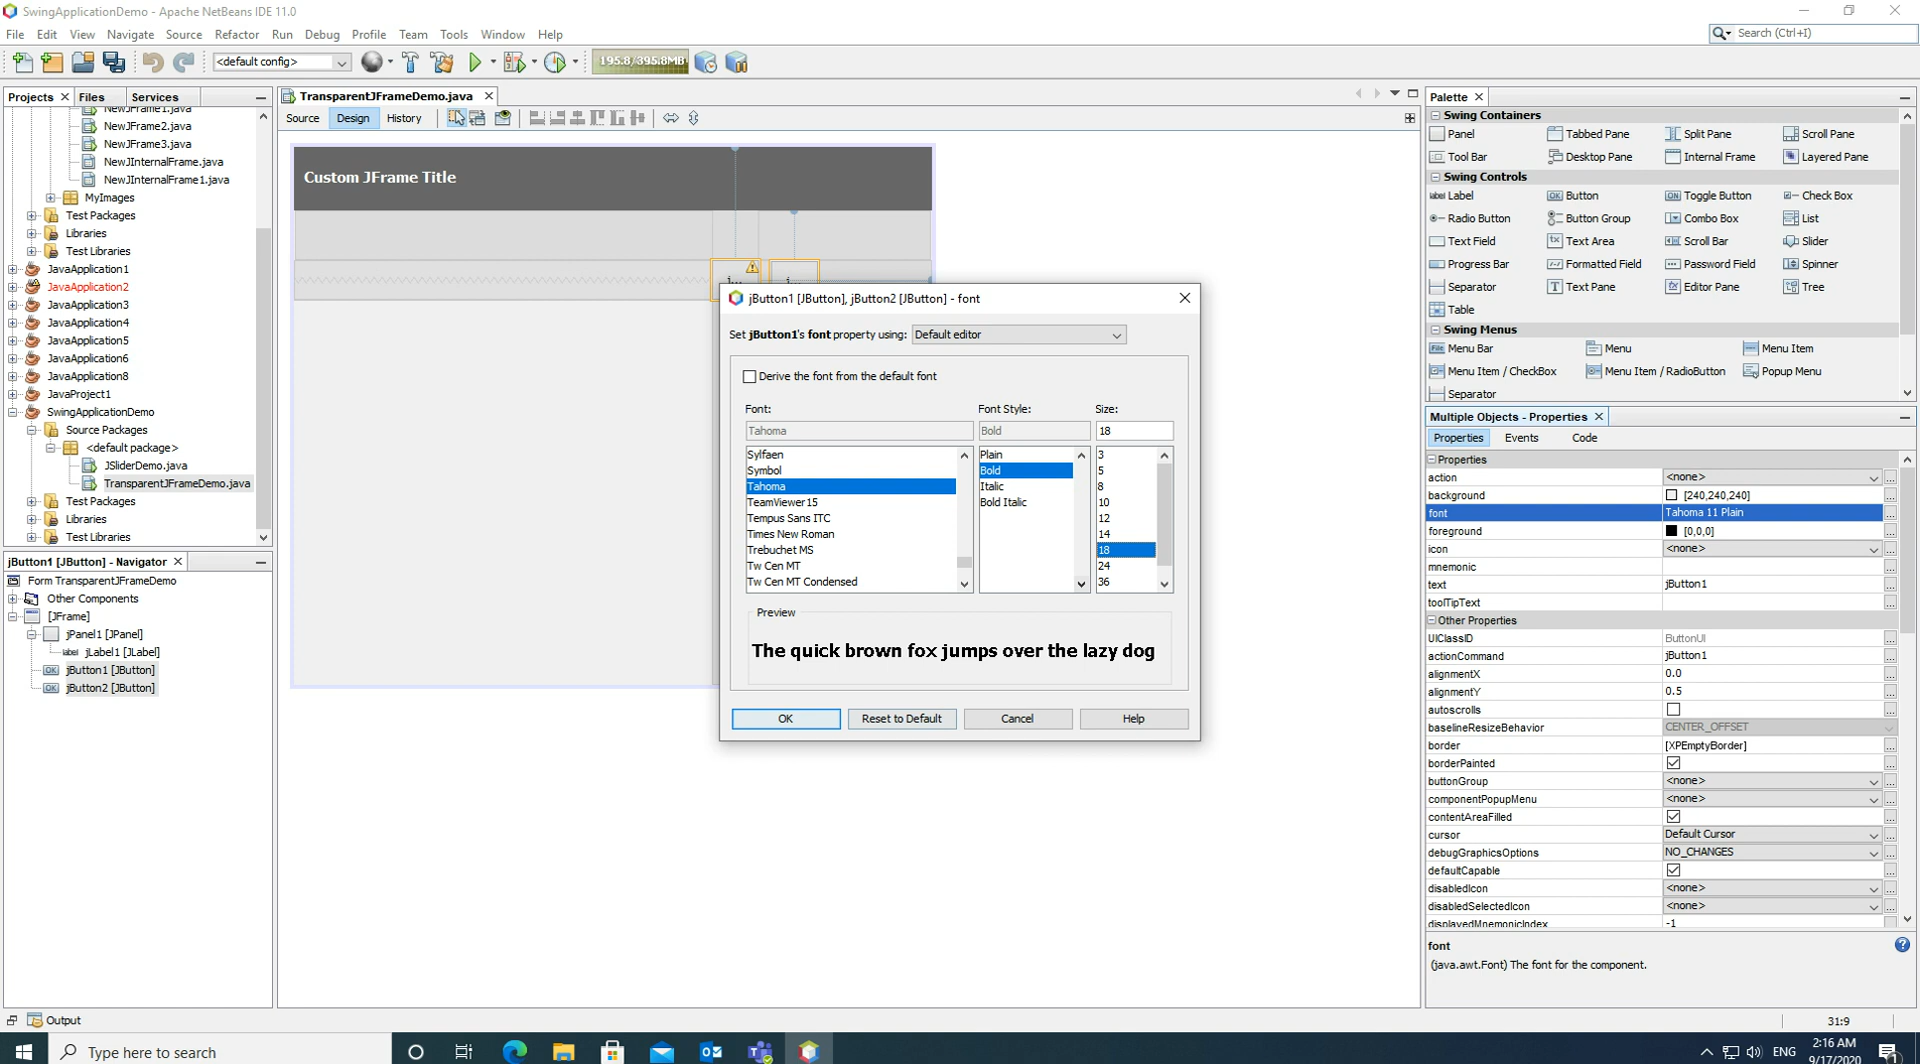 SwingApplicationDemo - Apache NetBeans IDE 11.0
File Edit View Navigate Source Refactor Run Debug Profile Team Tools Window Help
Search (Ctrl+I)
<default config>
195.8/395.8MB
Projects Files Services
NewJFrame1.java
NewJFrame2.java
NewJFrame3.java
NewJInternalFrame.java
NewJInternalFrame1.java
MyImages
Test Packages
Libraries
Test Libraries
JavaApplication1
JavaApplication2
JavaApplication3
JavaApplication4
JavaApplication5
JavaApplication6
JavaApplication8
JavaProject1
SwingApplicationDemo
Source Packages
<default package>
JSliderDemo.java
TransparentJFrameDemo.java
Test Packages
Libraries
Test Libraries
jButton1 [JButton] - Navigator
Form TransparentJFrameDemo
Other Components
[JFrame]
jPanel1 [JPanel]
label jLabel1 [JLabel]
OK jButton1 [JButton]
OK jButton2 [JButton]
TransparentJFrameDemo.java
Source Design History
Custom JFrame Title
jButton1 [JButton], jButton2 [JButton] - font
Set jButton1's font property using: Default editor
Derive the font from the default font
Font: Font Style: Size:
Tahoma Bold 18
Sylfaen Plain 3
Symbol Bold 5
Tahoma Italic 8
TeamViewer15 Bold Italic 10
Tempus Sans ITC 12
Times New Roman 14
Trebuchet MS 18
Tw Cen MT 24
Tw Cen MT Condensed 36
Preview
The quick brown fox jumps over the lazy dog
OK Reset to Default Cancel Help
Palette
Swing Containers
Panel Tabbed Pane Split Pane Scroll Pane
Tool Bar Desktop Pane Internal Frame Layered Pane
Swing Controls
label Label OK Button ON Toggle Button Check Box
Radio Button Button Group Combo Box List
Text Field tx Text Area Scroll Bar Slider
Progress Bar Formatted Field Password Field Spinner
Separator T Text Pane Editor Pane Tree
Table
Swing Menus
File Menu Bar Menu Menu Item
Menu Item / CheckBox Menu Item / RadioButton Popup Menu
Separator
Multiple Objects - Properties
Properties Events Code
Properties
action <none> ...
background [240,240,240] ...
font Tahoma 11 Plain ...
foreground [0,0,0] ...
icon <none> ...
mnemonic ...
text jButton1 ...
toolTipText ...
Other Properties
UIClassID ButtonUI ...
actionCommand jButton1 ...
alignmentX 0.0 ...
alignmentY 0.5 ...
autoscrolls ...
baselineResizeBehavior CENTER_OFFSET ...
border [XPEmptyBorder] ...
borderPainted ...
buttonGroup <none> ...
componentPopupMenu <none> ...
contentAreaFilled ...
cursor Default Cursor ...
debugGraphicsOptions NO_CHANGES ...
defaultCapable ...
disabledIcon <none> ...
disabledSelectedIcon <none> ...
displayedMnemonicIndex -1
font
(java.awt.Font) The font for the component.
Output
31:9
Type here to search
ENG
2:16 AM
9/17/2020